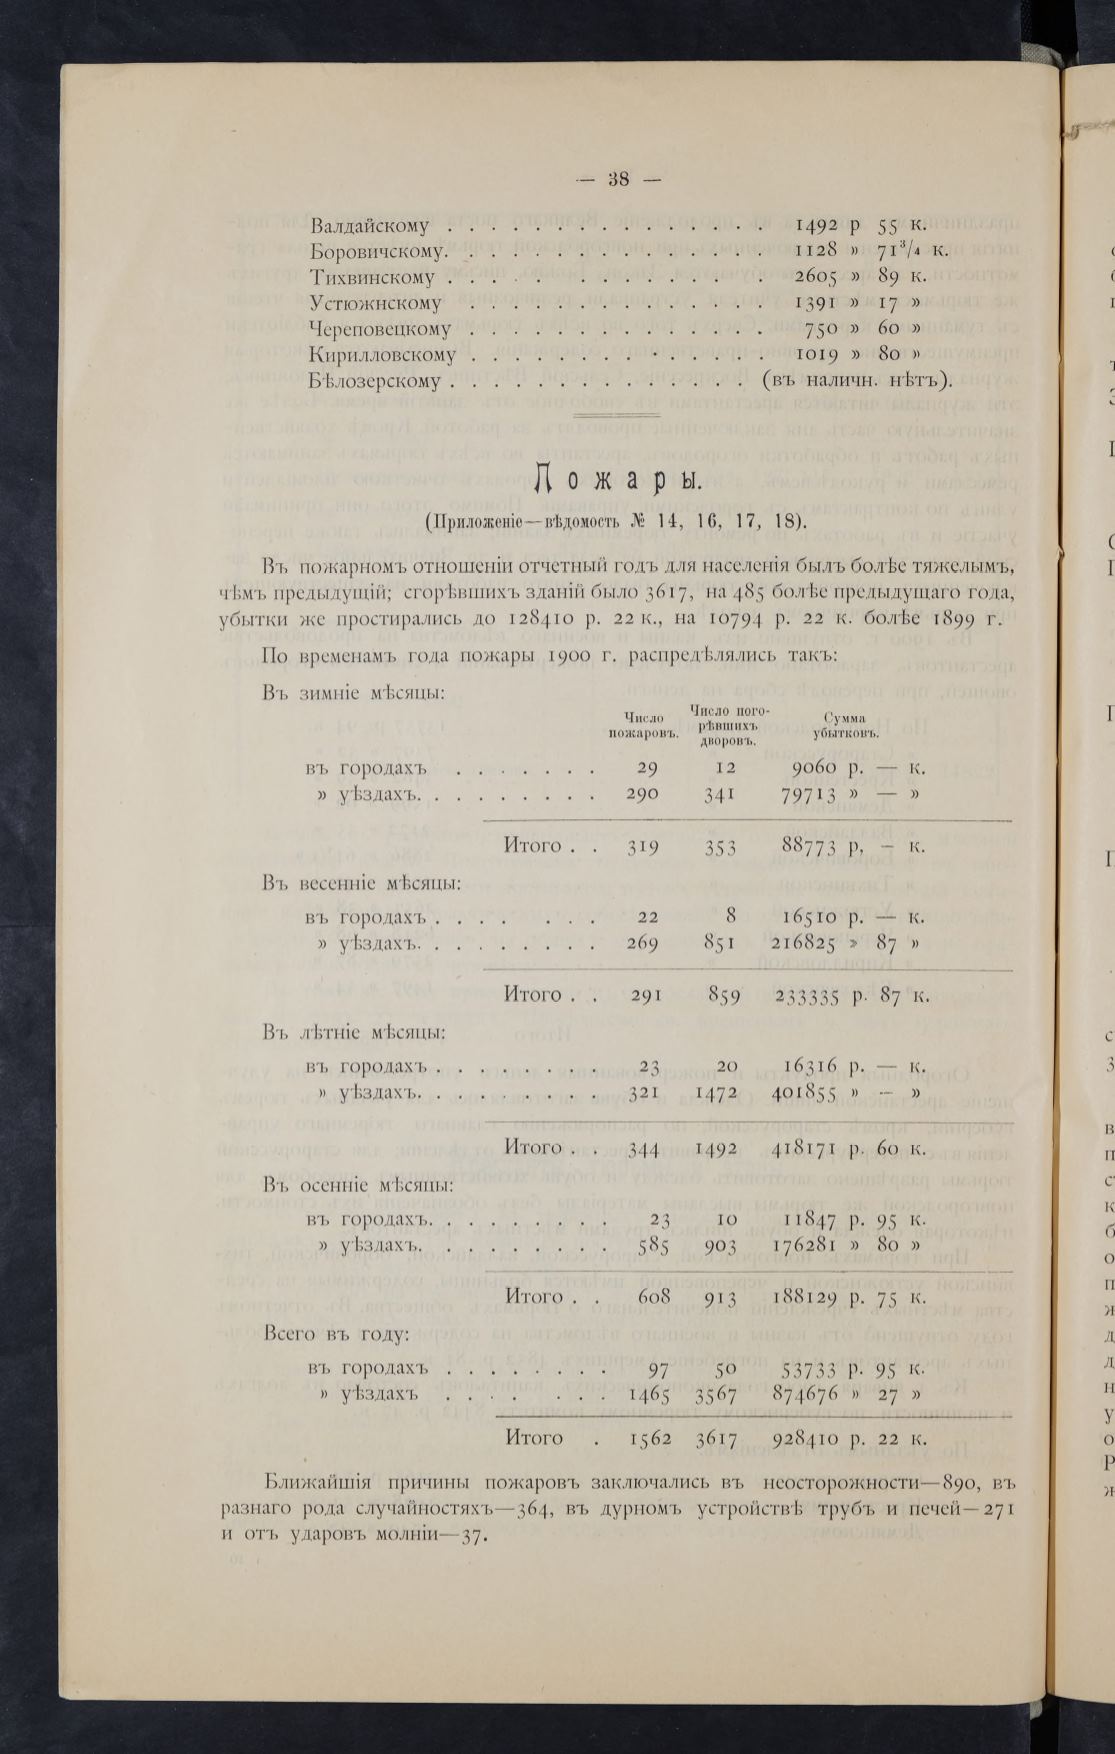 — 38 —
Валдайскому . . . . . . . . . . . . . . 1492 р 55 к.
Боровичскому. . . . . . . . . . . . . . 1128 » 71³/₄ к.
Тихвинскому . . . . . . . . . . . . . 2605 » 89 к.
Устюжнскому . . . . . . . . . . . . . 1391 » 17 »
Череповецкому . . . . . . . . . . . . . 750 » 60 »
Кирилловскому . . . . . . . . . . . . . 1019 » 80 »
Бѣлозерскому . . . . . . . . . . . . . (въ наличн. нѣтъ).
Пожары.
(Приложеніе—вѣдомость № 14, 16, 17, 18).
Въ пожарномъ отношеніи отчетный годъ для населенія былъ болѣе тяжелымъ,
чѣмъ предыдущій; сгорѣвшихъ зданій было 3617, на 485 болѣе предыдущаго года,
убытки же простирались до 128410 р. 22 к., на 10794 р. 22 к. болѣе 1899 г.
По временамъ года пожары 1900 г. распредѣлялись такъ:
Въ зимніе мѣсяцы:
Число пожаровъ. Число пого-рѣвшихъ дворовъ. Сумма убытковъ.
въ городахъ . . . . . . . 29 12 9060 р. — к.
» уѣздахъ. . . . . . . . . 290 341 79713 » — »
Итого . . 319 353 88773 р, – к.
Въ весенніе мѣсяцы:
въ городахъ . . . . . . . 22 8 16510 р. — к.
» уѣздахъ. . . . . . . . . 269 851 216825 » 87 »
Итого . . 291 859 233335 р. 87 к.
Въ лѣтніе мѣсяцы:
въ городахъ . . . . . . . . 23 20 16316 р. — к.
» уѣздахъ. . . . . . . . . 321 1472 401855 » — »
Итого . . 344 1492 418171 р. 60 к.
Въ осенніе мѣсяцы:
въ городахъ. . . . . . . . . 23 10 11847 р. 95 к.
» уѣздахъ. . . . . . . . . 585 903 176281 » 80 »
Итого . . 608 913 188129 р. 75 к.
Всего въ году:
въ городахъ . . . . . . . . 97 50 53733 р. 95 к.
» уѣздахъ . . . . . . . 1465 3567 874676 » 27 »
Итого . 1562 3617 928410 р. 22 к.
Ближайшія причины пожаровъ заключались въ неосторожности—890, въ
разнаго рода случайностяхъ—364, въ дурномъ устройствѣ трубъ и печей—271
и отъ ударовъ молніи—37.